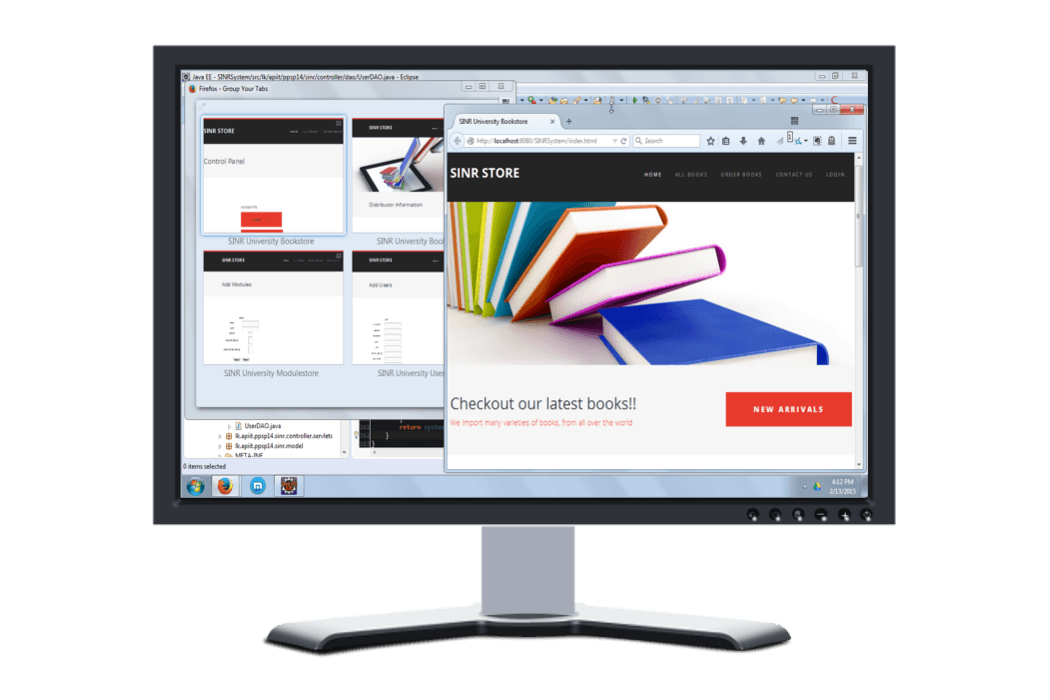 Java EE - SINRSystem/src/lk/apiit/ppsp14/sinr/controller/dao/UserDAO.java - Eclipse
Firefox - Group Your Tabs
SINR STORE
Control Panel
SINR University Bookstore
SINR STORE
Distributor Information
SINR University Boo
SINR STORE
Add Modules
SINR University Modulestore
SINR STORE
Add Users
SINR University Use
SINR University Bookstore
http://localhost:8080/SINRSystem/index.html
Search
SINR STORE
HOME ALL BOOKS ORDER BOOKS CONTACT US LOGIN
Checkout our latest books!!
We import many varieties of books, from all over the world
NEW ARRIVALS
UserDAO.java
lk.apiit.ppsp14.sinr.controller.servlets
lk.apiit.ppsp14.sinr.model
META-INF
return system
}
0 items selected
4:12 PM
2/13/2015